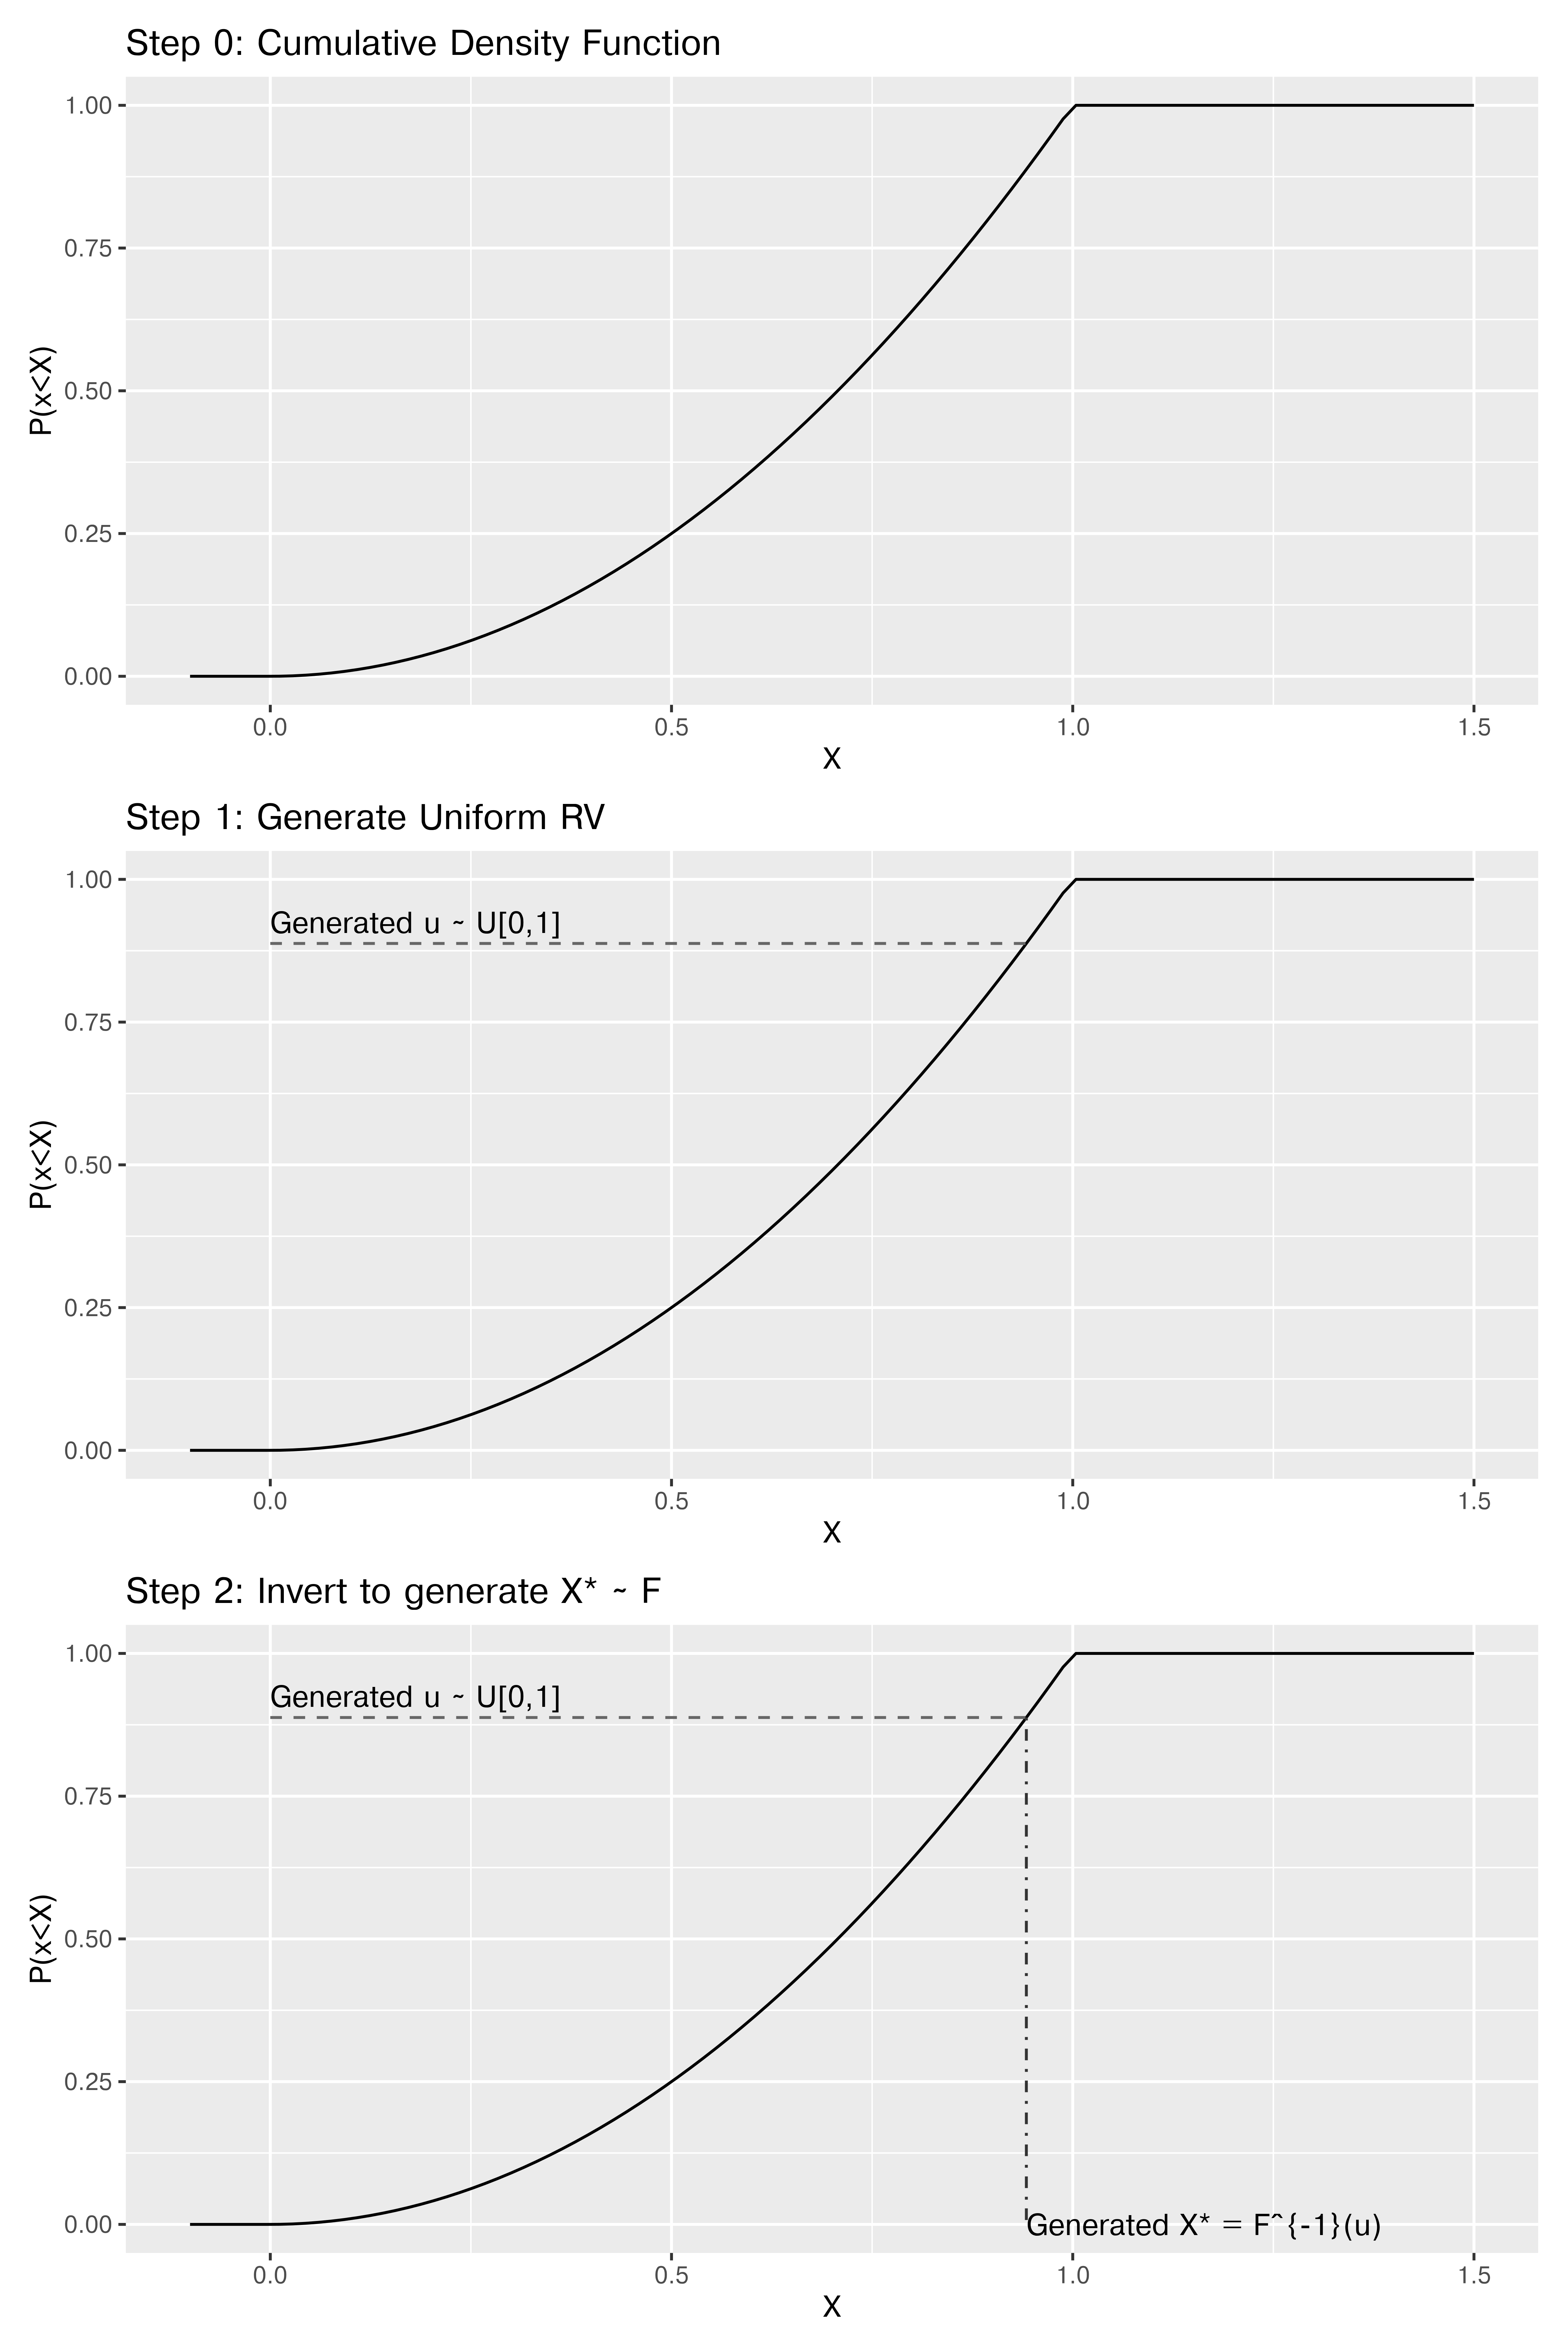 Step 0: Cumulative Density Function
P(x<X)
1.00
0.75
0.50
0.25
0.00
0.0 0.5 1.0 1.5
X
Step 1: Generate Uniform RV
P(x<X)
1.00
Generated u ~ U[0,1]
0.75
0.50
0.25
0.00
0.0 0.5 1.0 1.5
X
Step 2: Invert to generate X* ~ F
P(x<X)
1.00
Generated u ~ U[0,1]
0.75
0.50
0.25
0.00
Generated X* = F^{-1}(u)
0.0 0.5 1.0 1.5
X